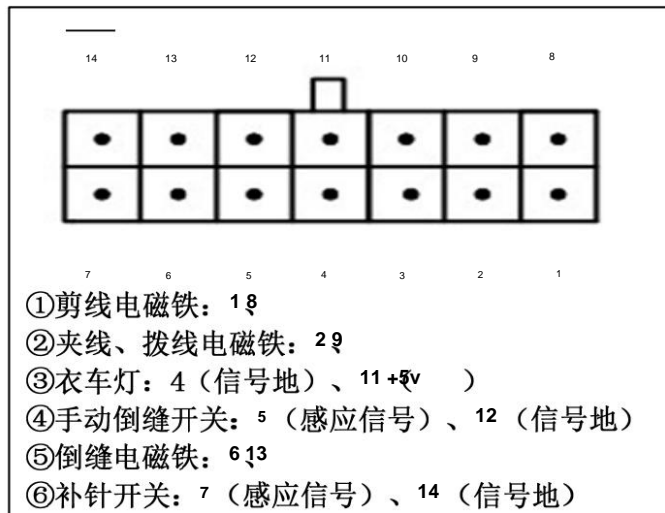 14 13 12 11 10 9 8
7 6 5 4 3 2 1
①剪线电磁铁：1、8
②夹线、拨线电磁铁：2、9
③衣车灯：4（信号地）、11（+5v）
④手动倒缝开关：5（感应信号）、12（信号地）
⑤倒缝电磁铁：6、13
⑥补针开关：7（感应信号）、14（信号地）